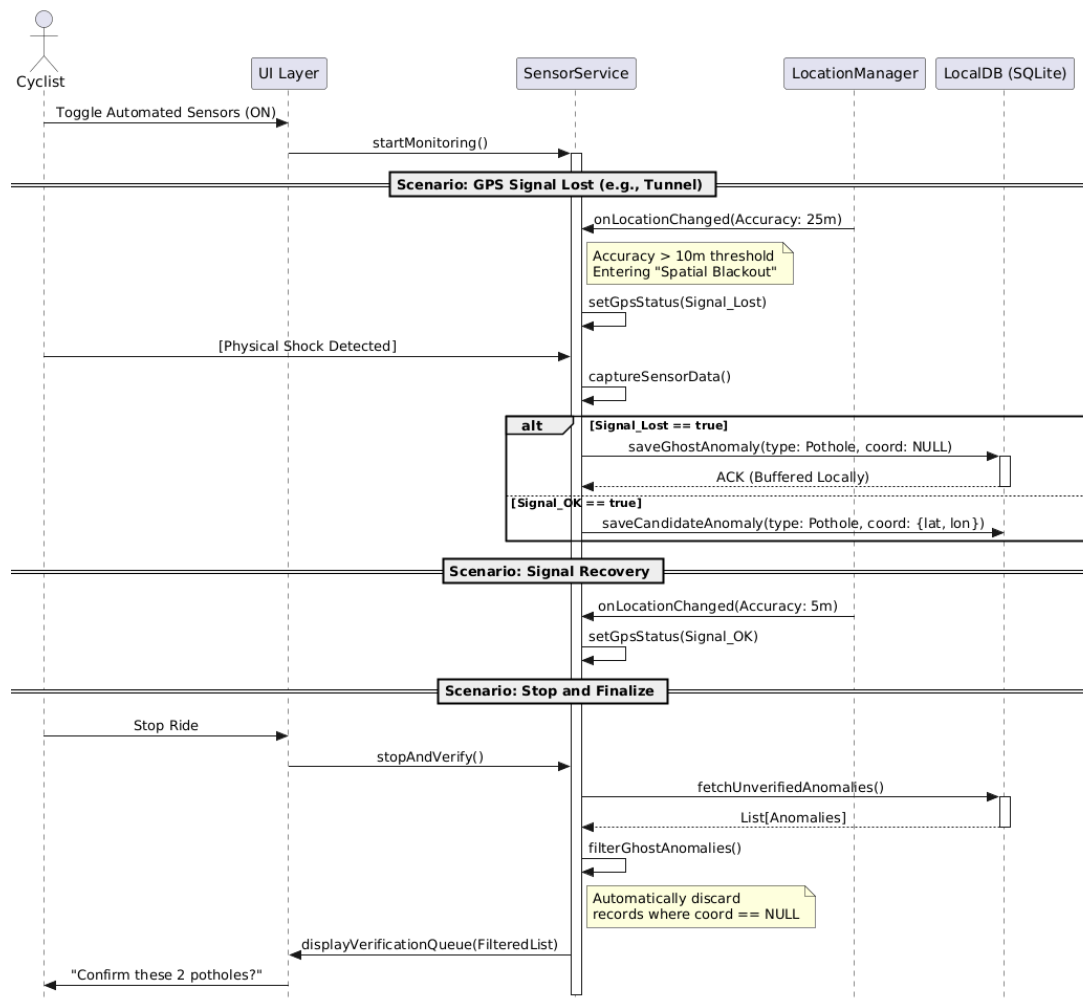 Cyclist
UI Layer
SensorService
LocationManager
LocalDB (SQLite)
Toggle Automated Sensors (ON)
startMonitoring()
Scenario: GPS Signal Lost (e.g., Tunnel)
onLocationChanged(Accuracy: 25m)
Accuracy > 10m threshold
Entering "Spatial Blackout"
setGpsStatus(Signal_Lost)
[Physical Shock Detected]
captureSensorData()
alt
[Signal_Lost == true]
saveGhostAnomaly(type: Pothole, coord: NULL)
ACK (Buffered Locally)
[Signal_OK == true]
saveCandidateAnomaly(type: Pothole, coord: {lat, lon})
Scenario: Signal Recovery
onLocationChanged(Accuracy: 5m)
setGpsStatus(Signal_OK)
Scenario: Stop and Finalize
Stop Ride
stopAndVerify()
fetchUnverifiedAnomalies()
List[Anomalies]
filterGhostAnomalies()
Automatically discard
records where coord == NULL
displayVerificationQueue(FilteredList)
"Confirm these 2 potholes?"